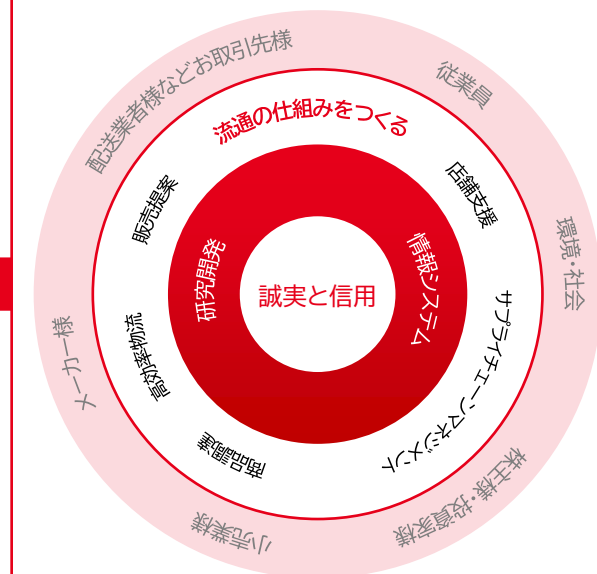 配送業者様などお取引先様
従業員
環境・社会
株主様・投資家様
小売業様
メーカー様
流通の仕組みをつくる
店舗支援
サプライチェーンマネジメント
商品調達
高効率物流
販売提案
研究開発
情報システム
誠実と信用